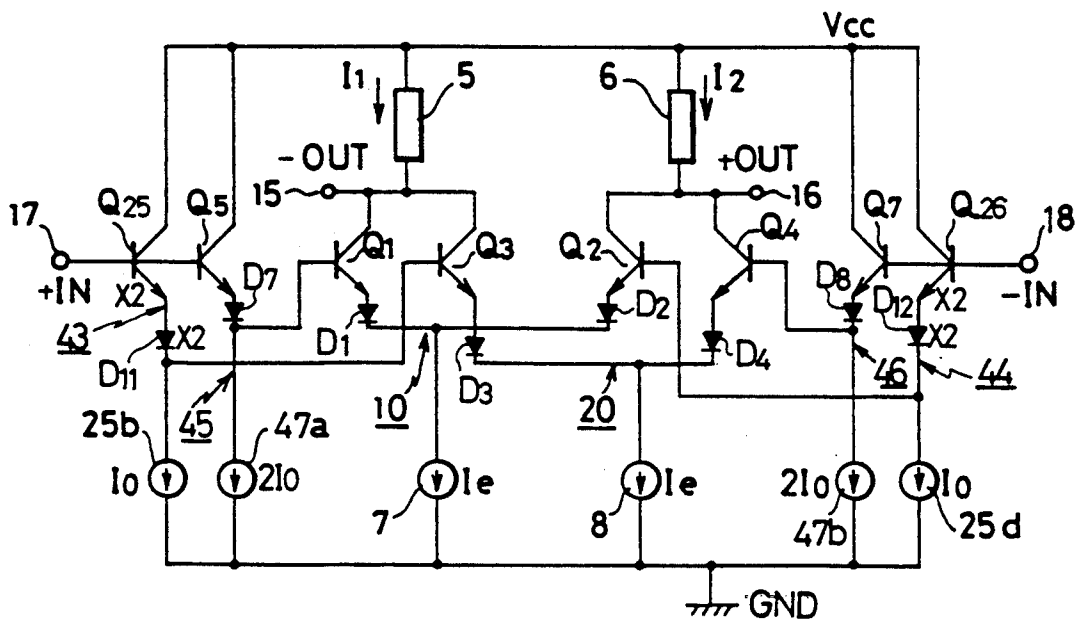 Vcc
I1
5
6
I2
-OUT
+OUT
15
16
17
Q25
Q5
Q1
Q3
Q2
Q4
Q7
Q26
18
+IN
X2
D7
D8
D12
X2
-IN
43
X2
D1
D2
X2
44
D11
D3
D4
45
10
20
46
25b
47a
I0
2I0
7
Ie
8
Ie
2I0
47b
I0
25d
GND